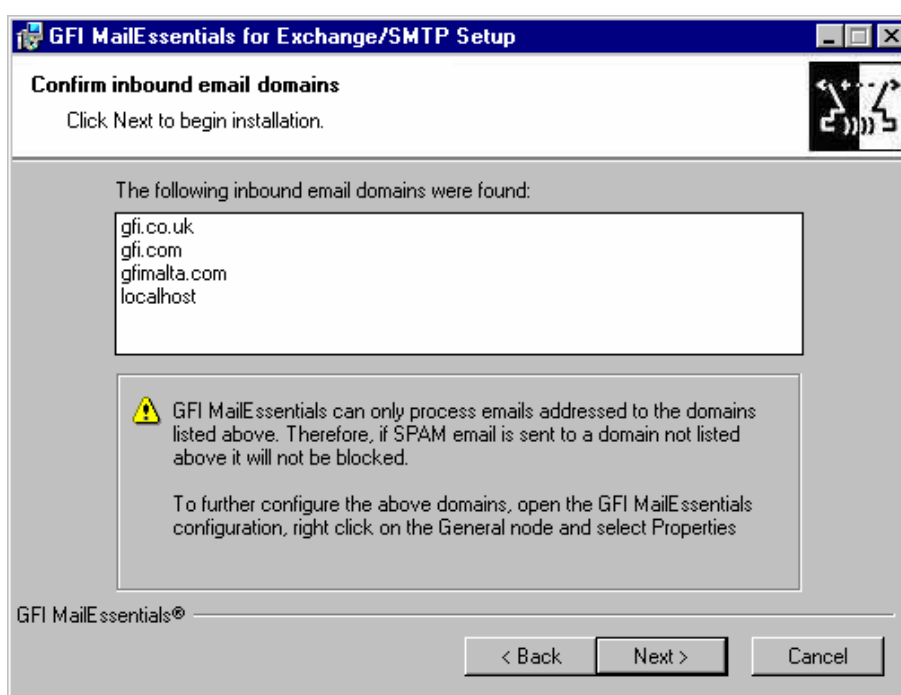 GFI MailEssentials for Exchange/SMTP Setup
Confirm inbound email domains
Click Next to begin installation.
The following inbound email domains were found:
gfi.co.uk
gfi.com
gfimalta.com
localhost
GFI MailEssentials can only process emails addressed to the domains
listed above. Therefore, if SPAM email is sent to a domain not listed
above it will not be blocked.
To further configure the above domains, open the GFI MailEssentials
configuration, right click on the General node and select Properties
GFI MailEssentials®
< Back Next > Cancel